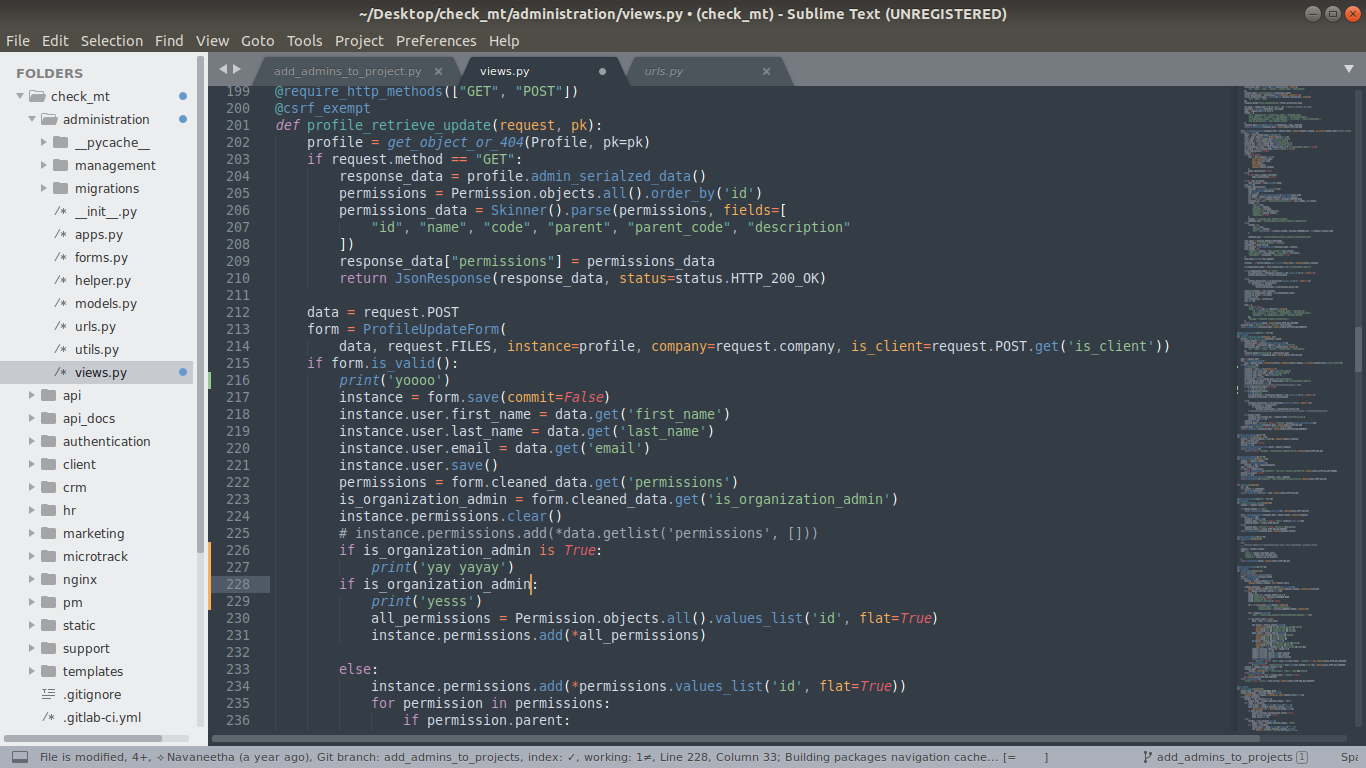 ~/Desktop/check_mt/administration/views.py • (check_mt) - Sublime Text (UNREGISTERED)
File Edit Selection Find View Goto Tools Project Preferences Help
FOLDERS
check_mt
administration
__pycache__
management
migrations
__init__.py
apps.py
forms.py
helper.py
models.py
urls.py
utils.py
views.py
api
api_docs
authentication
client
crm
hr
marketing
microtrack
nginx
pm
static
support
templates
.gitignore
.gitlab-ci.yml
add_admins_to_project.py
views.py
urls.py
199 @require_http_methods(["GET", "POST"])
200 @csrf_exempt
201 def profile_retrieve_update(request, pk):
202     profile = get_object_or_404(Profile, pk=pk)
203     if request.method == "GET":
204         response_data = profile.admin_serialzed_data()
205         permissions = Permission.objects.all().order_by('id')
206         permissions_data = Skinner().parse(permissions, fields=[
207             "id", "name", "code", "parent", "parent_code", "description"
208         ])
209         response_data["permissions"] = permissions_data
210         return JsonResponse(response_data, status=status.HTTP_200_OK)
211
212     data = request.POST
213     form = ProfileUpdateForm(
214         data, request.FILES, instance=profile, company=request.company, is_client=request.POST.get('is_client'))
215     if form.is_valid():
216         print('yoooo')
217         instance = form.save(commit=False)
218         instance.user.first_name = data.get('first_name')
219         instance.user.last_name = data.get('last_name')
220         instance.user.email = data.get('email')
221         instance.user.save()
222         permissions = form.cleaned_data.get('permissions')
223         is_organization_admin = form.cleaned_data.get('is_organization_admin')
224         instance.permissions.clear()
225         # instance.permissions.add(*data.getlist('permissions', []))
226         if is_organization_admin is True:
227             print('yay yayay')
228         if is_organization_admin:
229             print('yesss')
230             all_permissions = Permission.objects.all().values_list('id', flat=True)
231             instance.permissions.add(*all_permissions)
232
233         else:
234             instance.permissions.add(*permissions.values_list('id', flat=True))
235             for permission in permissions:
236                 if permission.parent:
File is modified, 4+, ✧Navaneetha (a year ago), Git branch: add_admins_to_projects, index: ✓, working: 1≠, Line 228, Column 33; Building packages navigation cache... [= ]
add_admins_to_projects 1